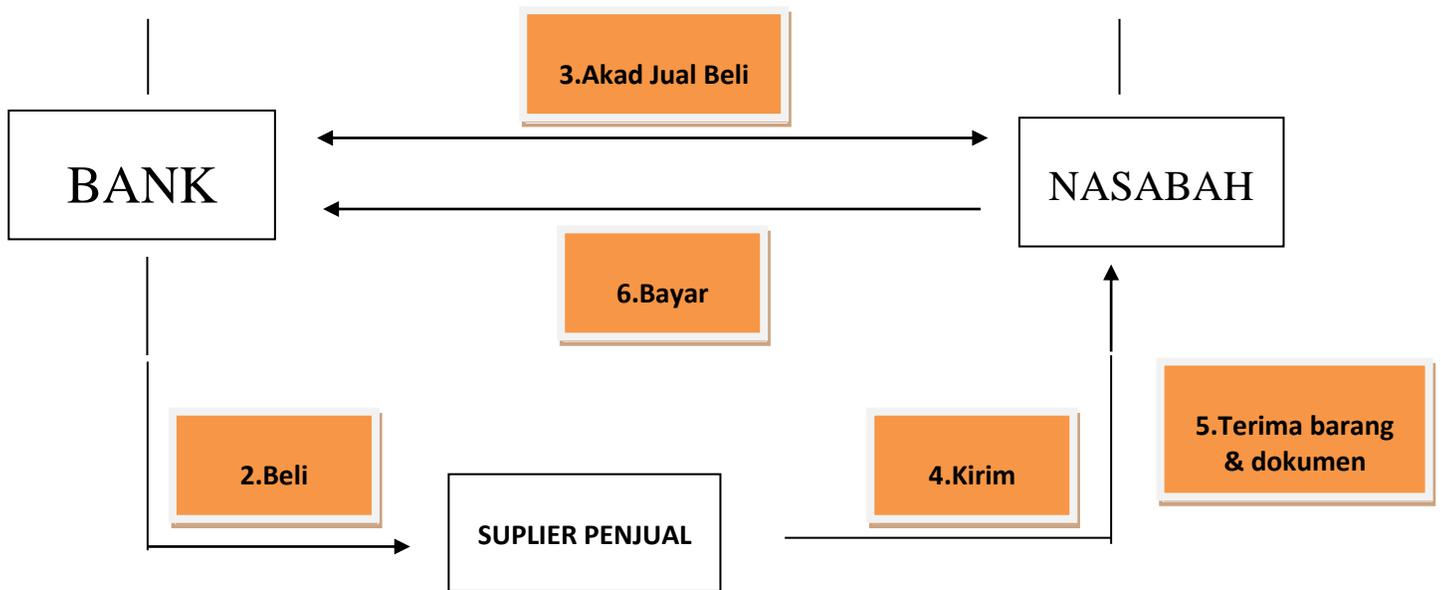 3.Akad Jual Beli
BANK
NASABAH
6.Bayar
5.Terima barang
& dokumen
2.Beli
4.Kirim
SUPLIER PENJUAL